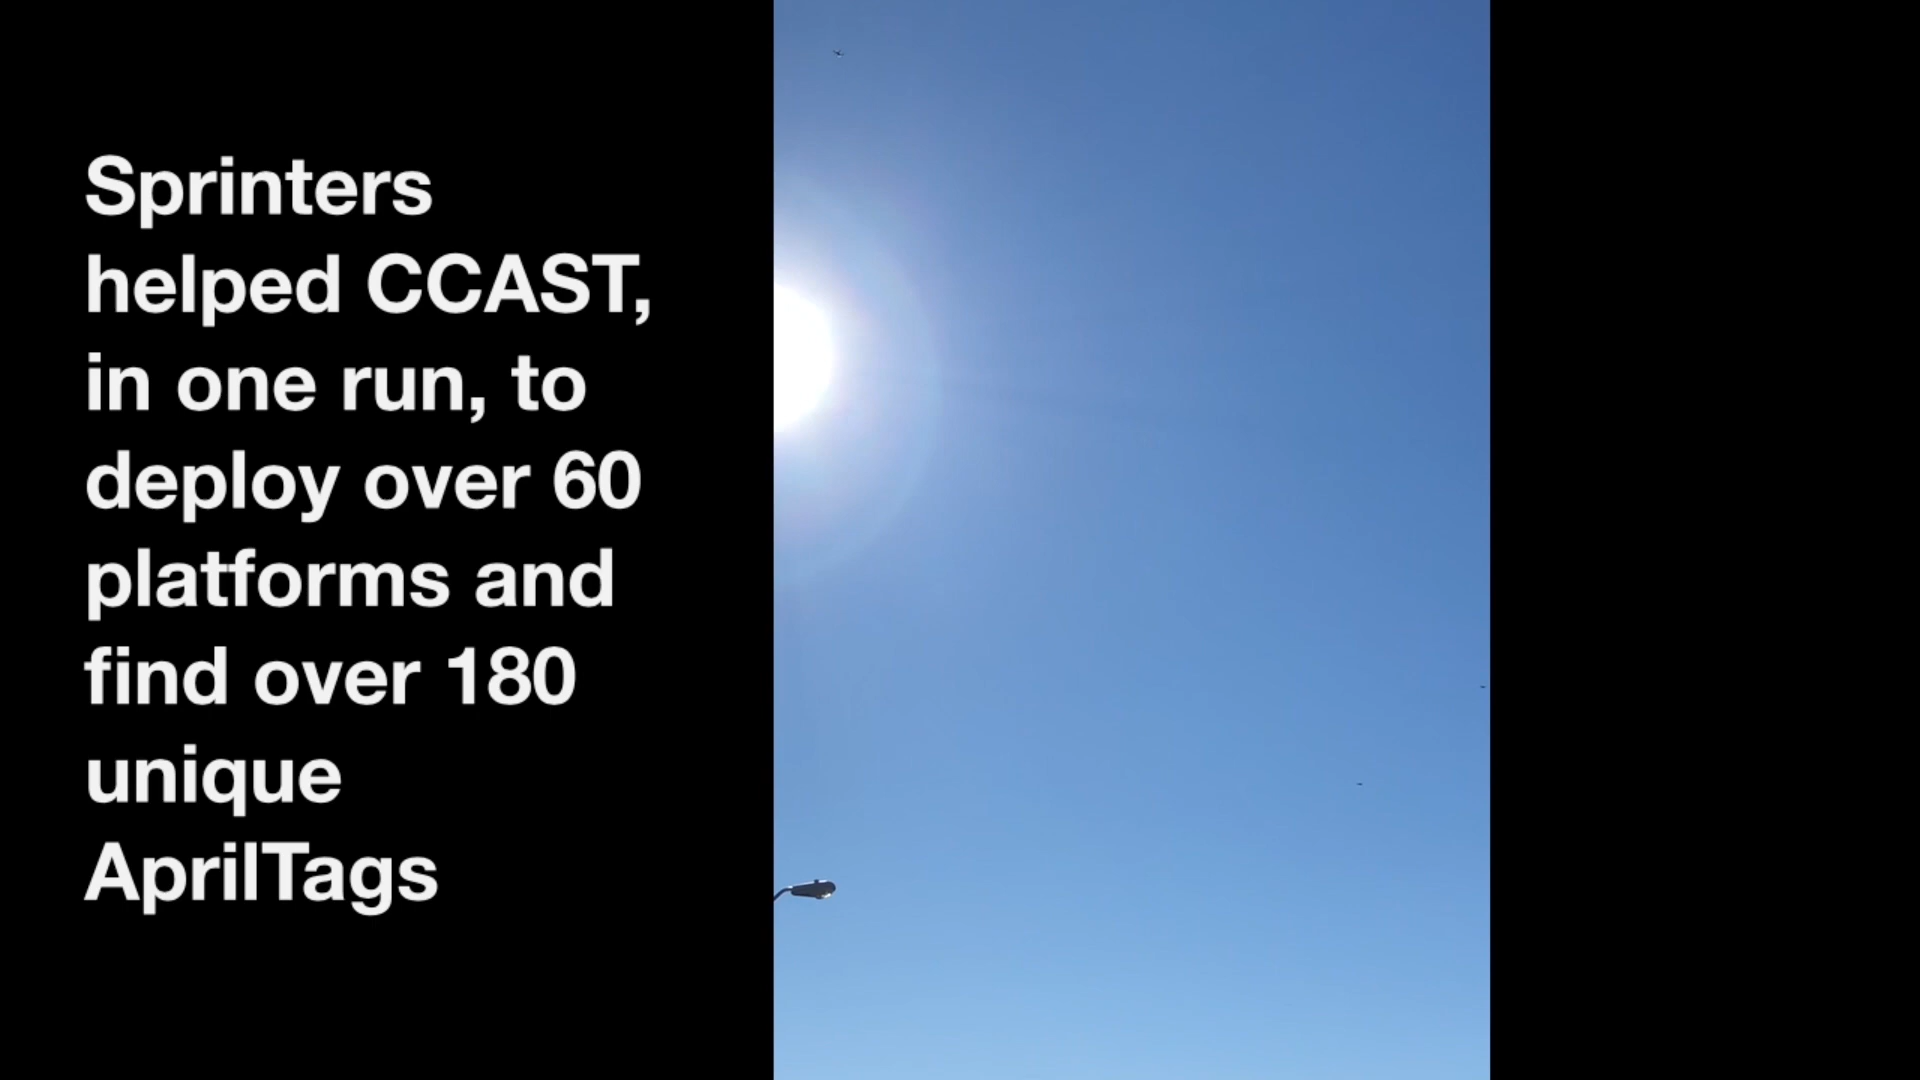 Sprinters
helped CCAST,
in one run, to
deploy over 60
platforms and
find over 180
unique
AprilTags